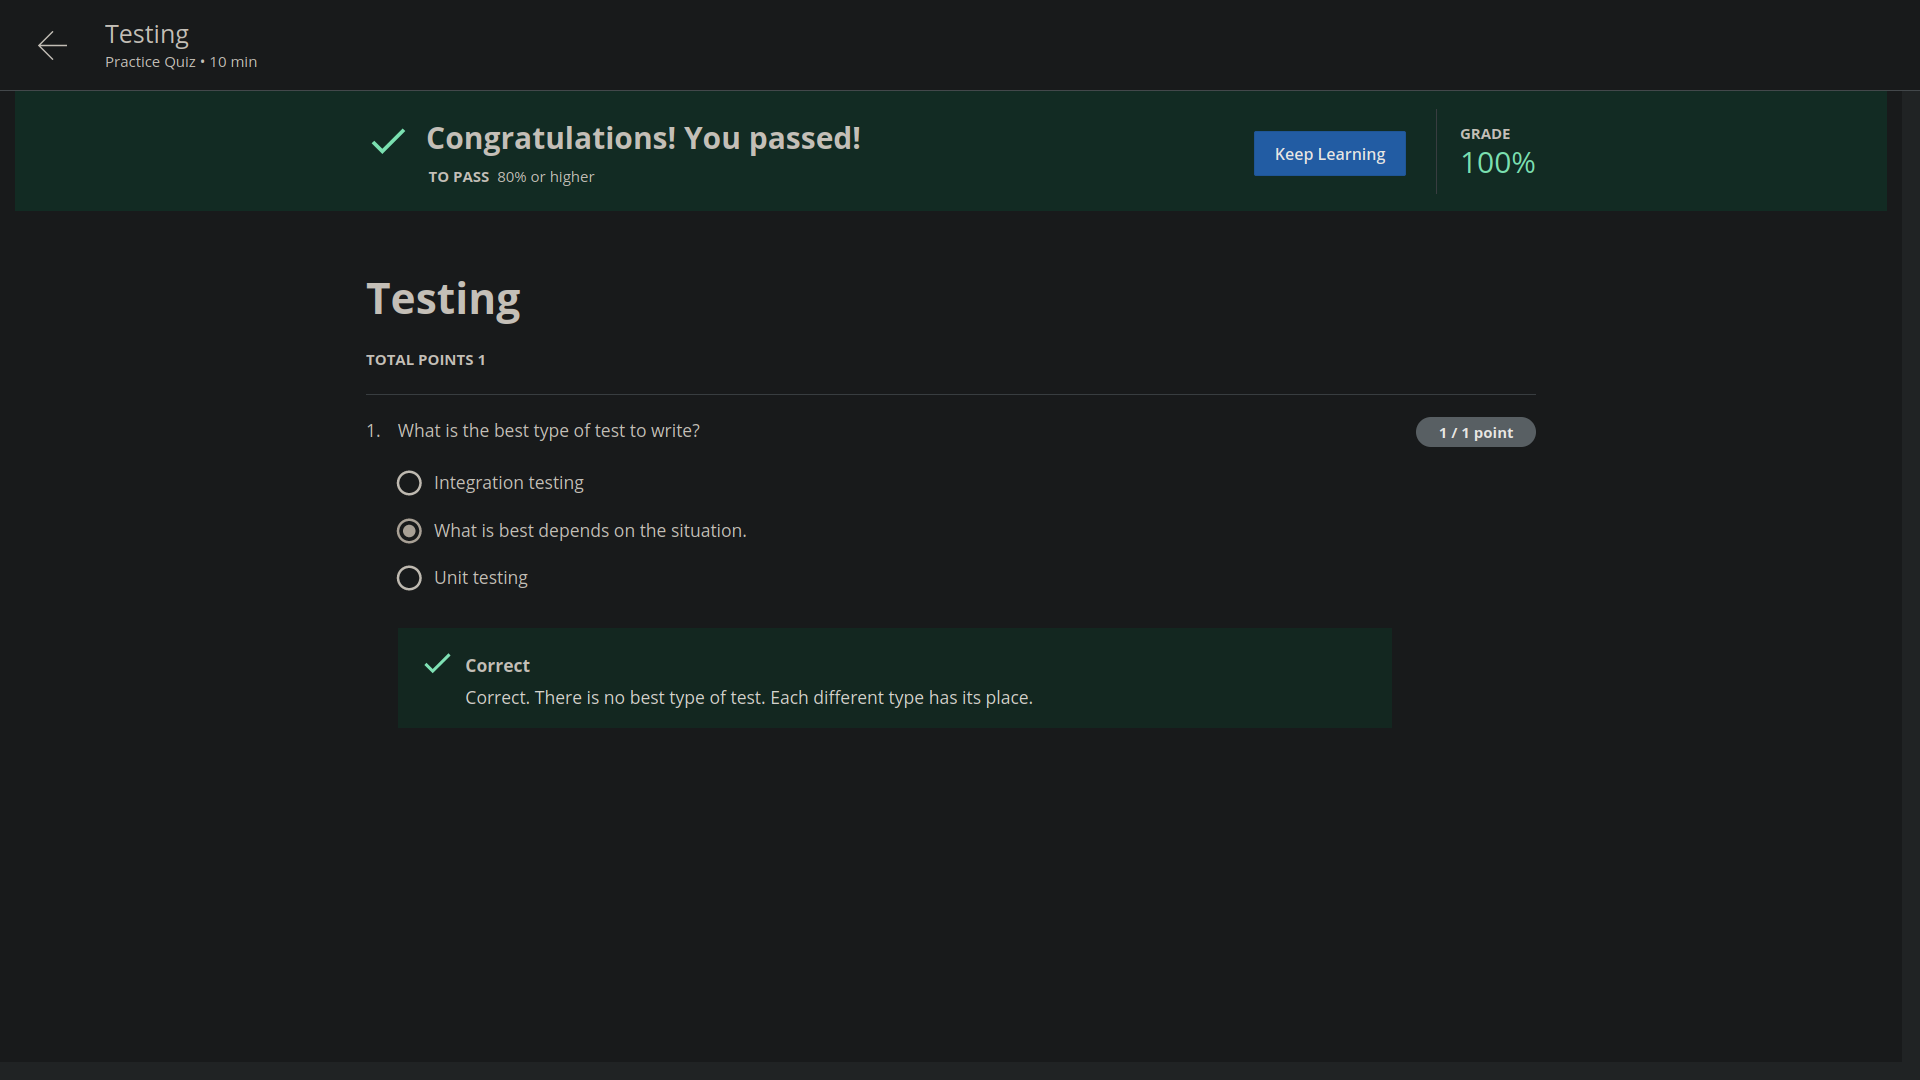 Testing
Practice Quiz • 10 min
Congratulations! You passed!
TO PASS 80% or higher
Keep Learning
GRADE
100%
Testing
TOTAL POINTS 1
1. What is the best type of test to write?
1 / 1 point
Integration testing
What is best depends on the situation.
Unit testing
Correct
Correct. There is no best type of test. Each different type has its place.